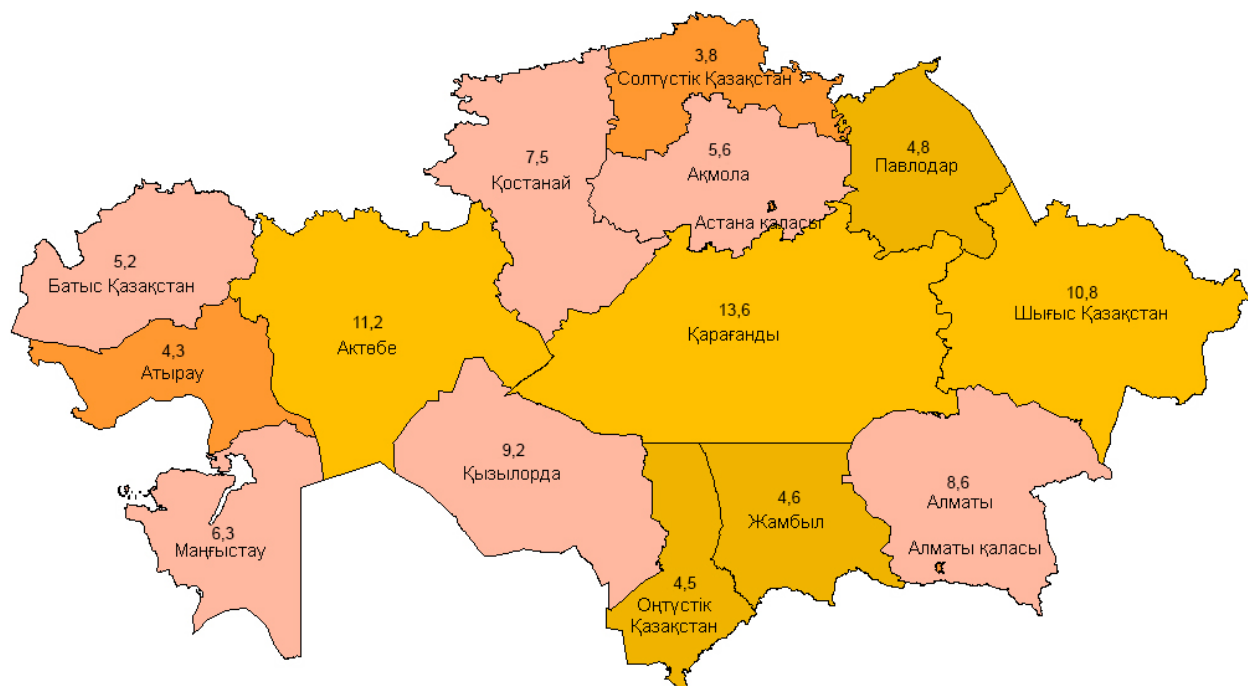 3,8
Солтүстік Қазақстан
7,5
Қостанай
5,6
Ақмола
4,8
Павлодар
Астана қаласы
5,2
Батыс Қазақстан
10,8
Шығыс Қазақстан
13,6
Қарағанды
11,2
Актөбе
4,3
Атырау
9,2
Қызылорда
8,6
Алматы
4,6
Жамбыл
6,3
Маңғыстау
Алматы қаласы
4,5
Оңтүстік
Қазақстан